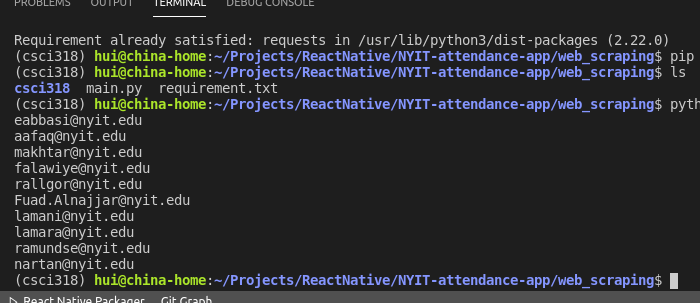 PROBLEMS OUTPUT TERMINAL DEBUG CONSOLE
Requirement already satisfied: requests in /usr/lib/python3/dist-packages (2.22.0)
(csci318) hui@china-home:~/Projects/ReactNative/NYIT-attendance-app/web_scraping$ pip
(csci318) hui@china-home:~/Projects/ReactNative/NYIT-attendance-app/web_scraping$ ls
csci318 main.py requirement.txt
(csci318) hui@china-home:~/Projects/ReactNative/NYIT-attendance-app/web_scraping$ pyth
eabbasi@nyit.edu
aafaq@nyit.edu
makhtar@nyit.edu
falawiye@nyit.edu
rallgor@nyit.edu
Fuad.Alnajjar@nyit.edu
lamani@nyit.edu
lamara@nyit.edu
ramundse@nyit.edu
nartan@nyit.edu
(csci318) hui@china-home:~/Projects/ReactNative/NYIT-attendance-app/web_scraping$
React Native Packager Git Graph